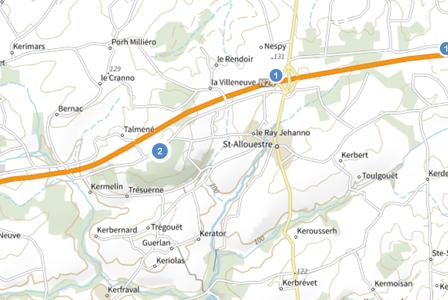 Nespy
Porh Milliéro
Kerimars
le Rendoir
131
129
le Cranno
1
1
la Villeneuve
Bernac
Talmené
le Ray Jehanno
St-Allouestre
2
Kerbert
Toulgouët
Kermelin
Trésuerne
100
Kerde
Trégouët
Kerbernard
Neuve
Guerlan
Kerator
100
Kerousserh
Keriolas
Ste-
122
Kerbrévet
Kermoisan
Kerfraval